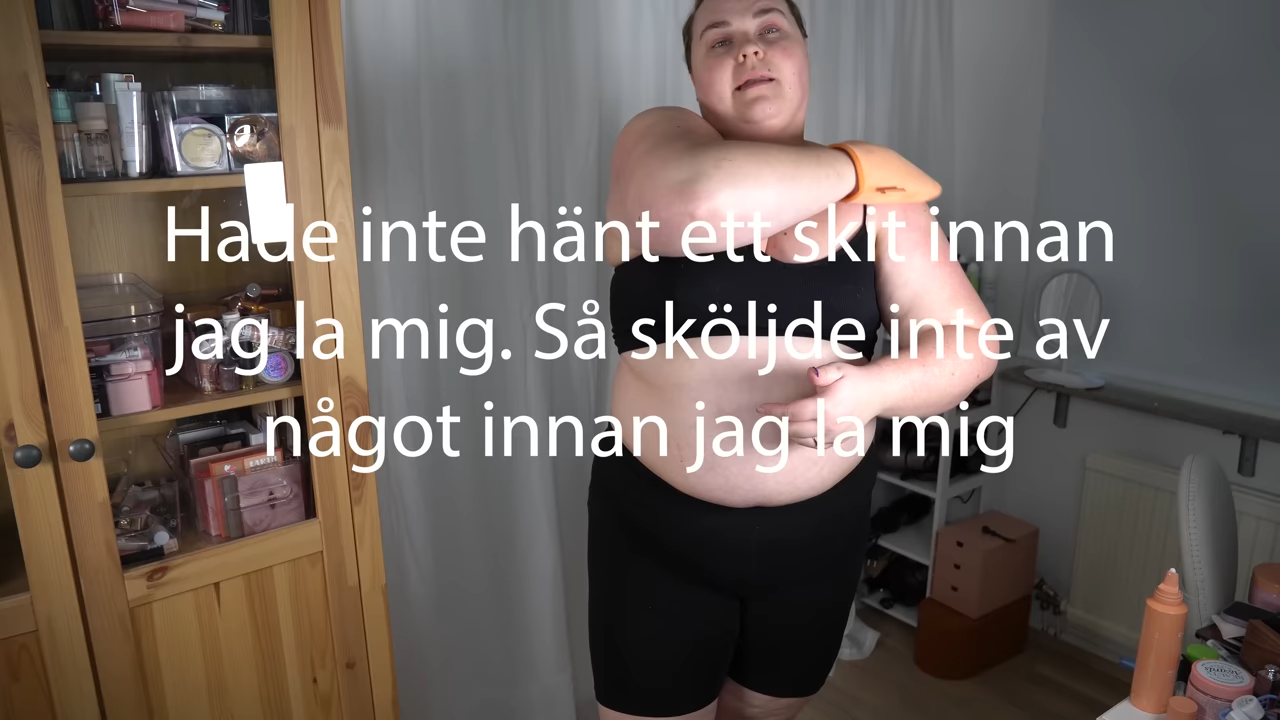 Hade inte hänt ett skit innan
jag la mig. Så sköljde inte av
något innan jag la mig